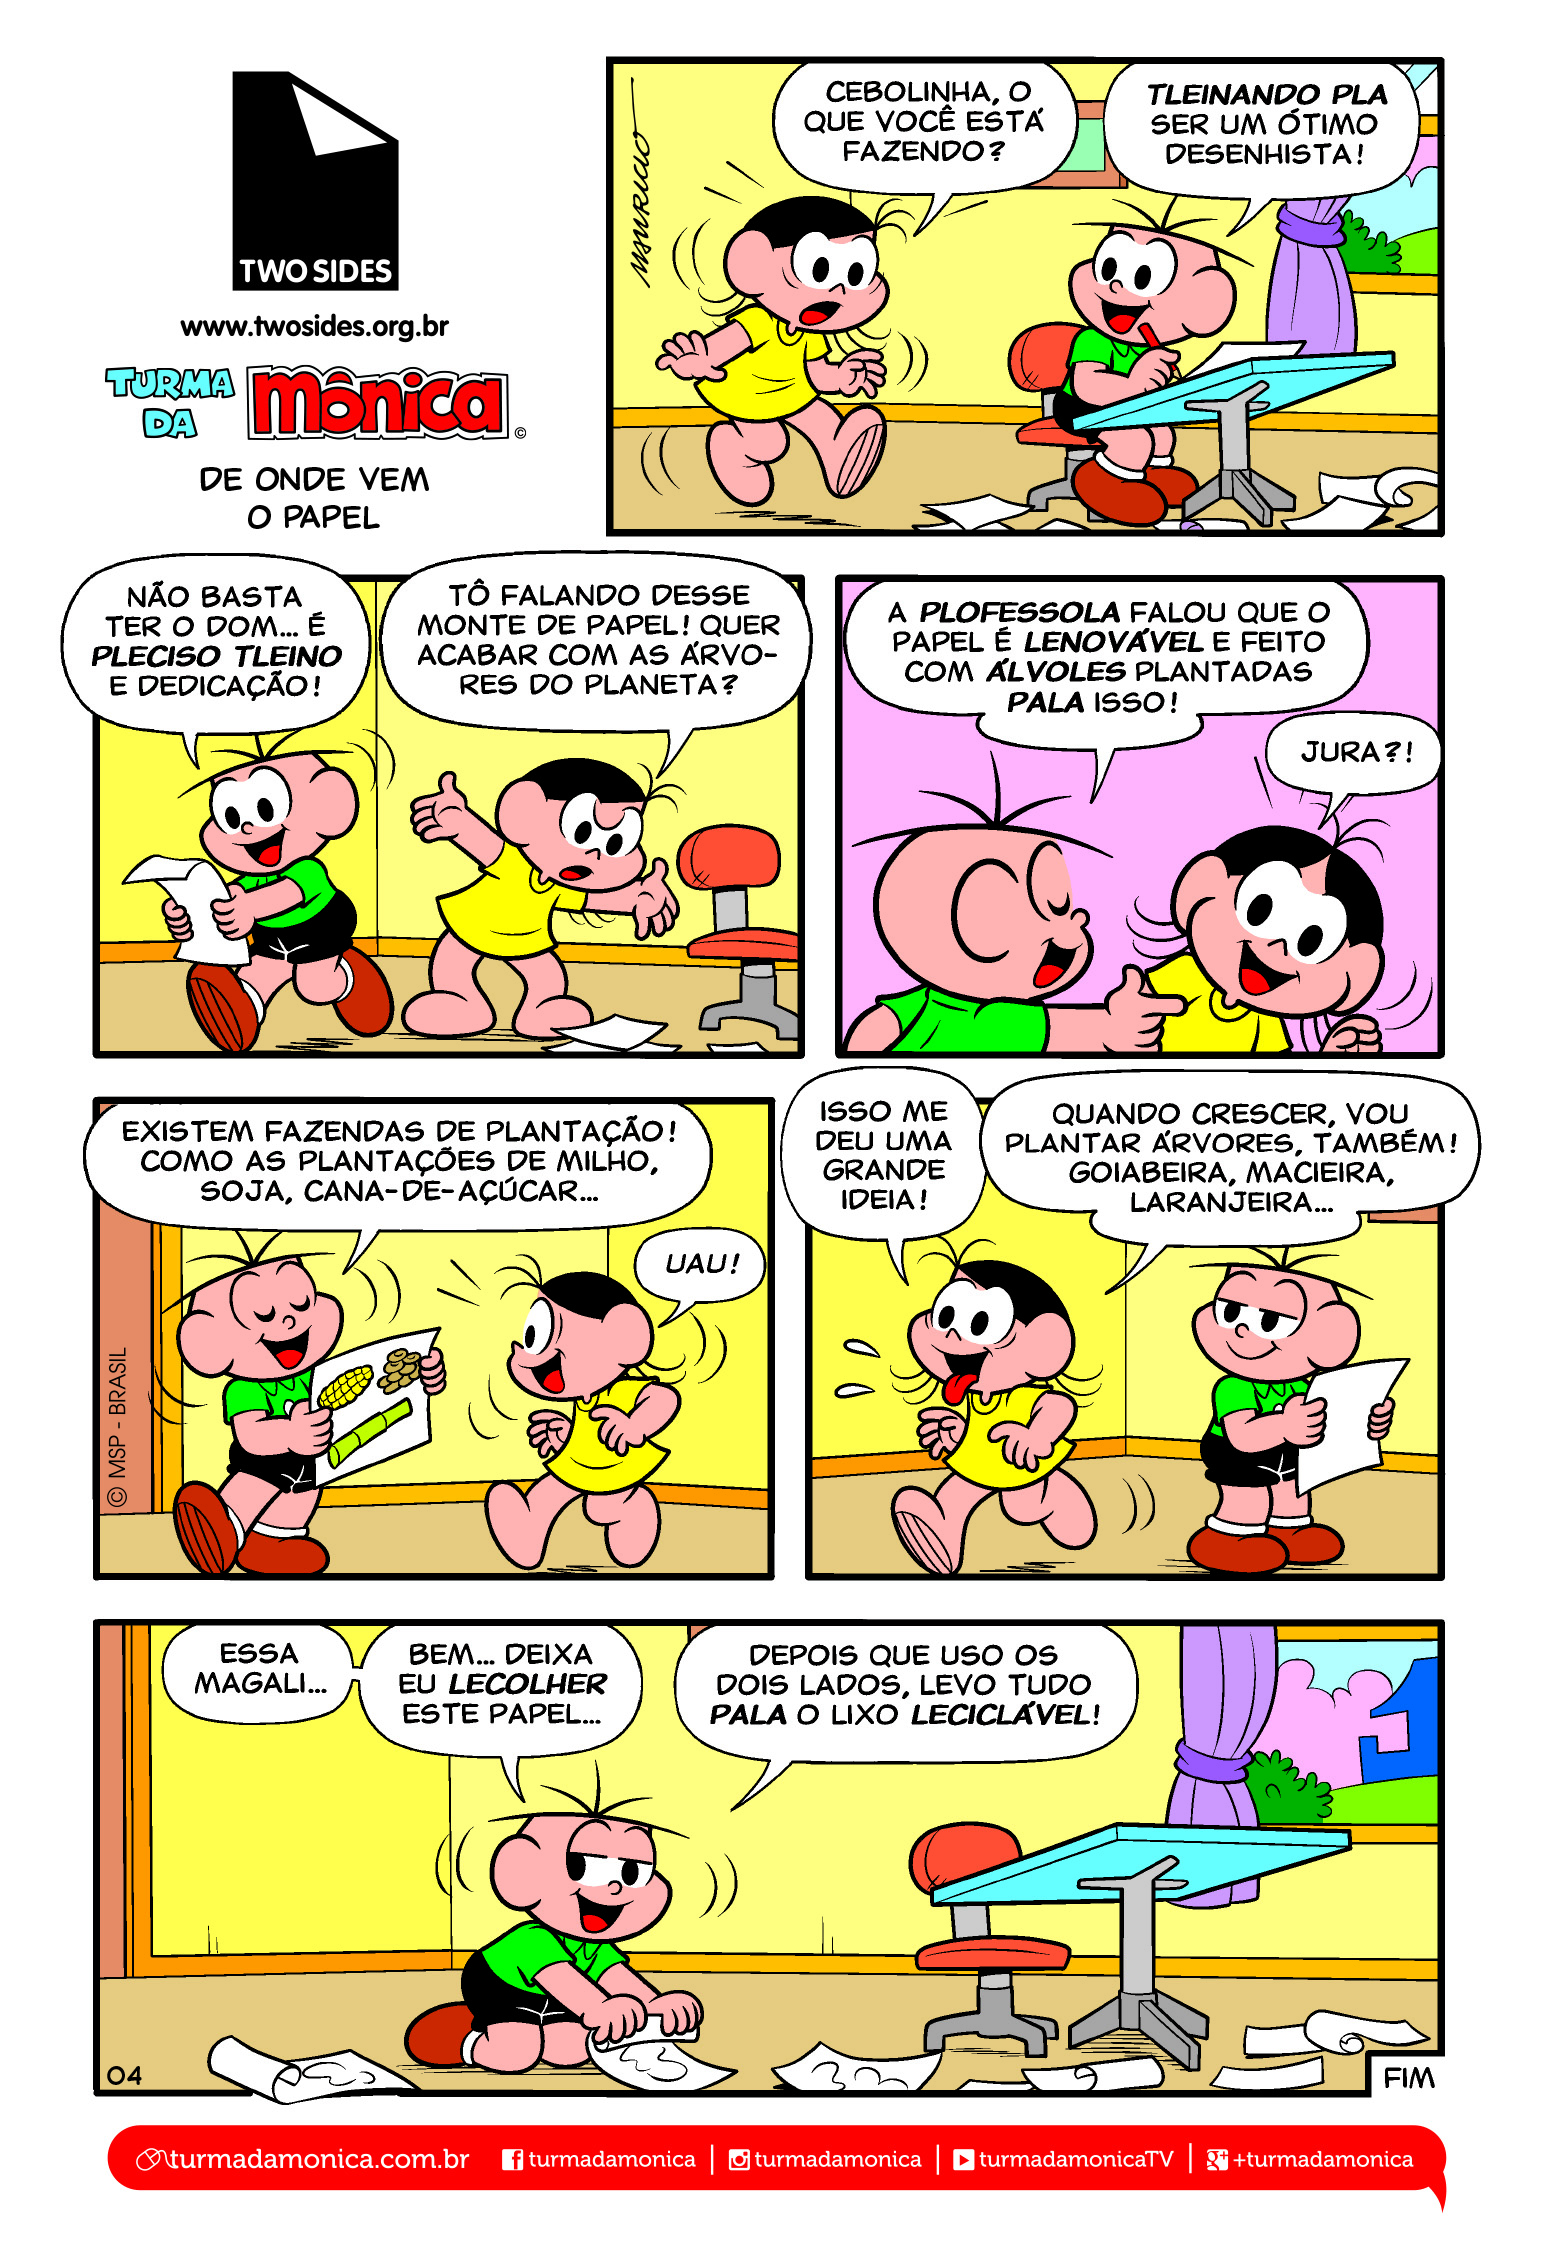 TWO SIDES
www.twosides.org.br
TURMA
DA
MÔNICA ©
DE ONDE VEM
O PAPEL
MAURICIO
CEBOLINHA, O
QUE VOCÊ ESTÁ
FAZENDO?
TLEINANDO PLA
SER UM ÓTIMO
DESENHISTA!
NÃO BASTA
TER O DOM... É
PLECISO TLEINO
E DEDICAÇÃO!
TÔ FALANDO DESSE
MONTE DE PAPEL! QUER
ACABAR COM AS ÁRVO-
RES DO PLANETA?
A PLOFESSOLA FALOU QUE O
PAPEL É LENOVÁVEL E FEITO
COM ÁLVOLES PLANTADAS
PALA ISSO!
JURA?!
EXISTEM FAZENDAS DE PLANTAÇÃO!
COMO AS PLANTAÇÕES DE MILHO,
SOJA, CANA-DE-AÇÚCAR...
UAU!
© MSP - BRASIL
ISSO ME
DEU UMA
GRANDE
IDEIA!
QUANDO CRESCER, VOU
PLANTAR ÁRVORES, TAMBÉM!
GOIABEIRA, MACIEIRA,
LARANJEIRA...
ESSA
MAGALI...
BEM... DEIXA
EU LECOLHER
ESTE PAPEL...
DEPOIS QUE USO OS
DOIS LADOS, LEVO TUDO
PALA O LIXO LECICLÁVEL!
04
FIM
turmadamonica.com.br turmadamonica | turmadamonica | turmadamonicaTV | +turmadamonica